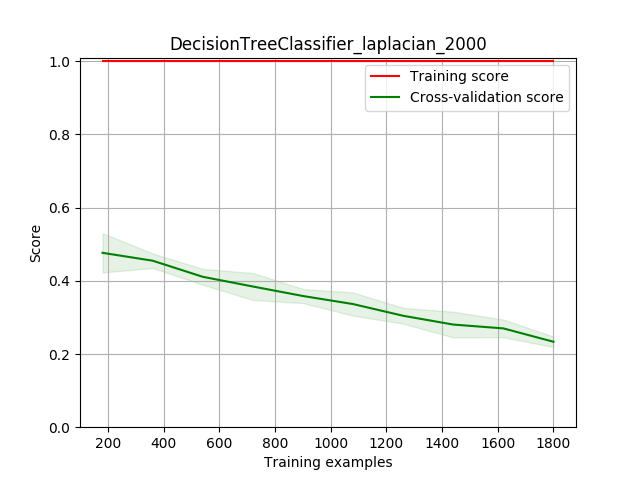 DecisionTreeClassifier_laplacian_2000
1.0
0.8
0.6
0.4
0.2
0.0
Score
Training score
Cross-validation score
200 400 600 800 1000 1200 1400 1600 1800
Training examples